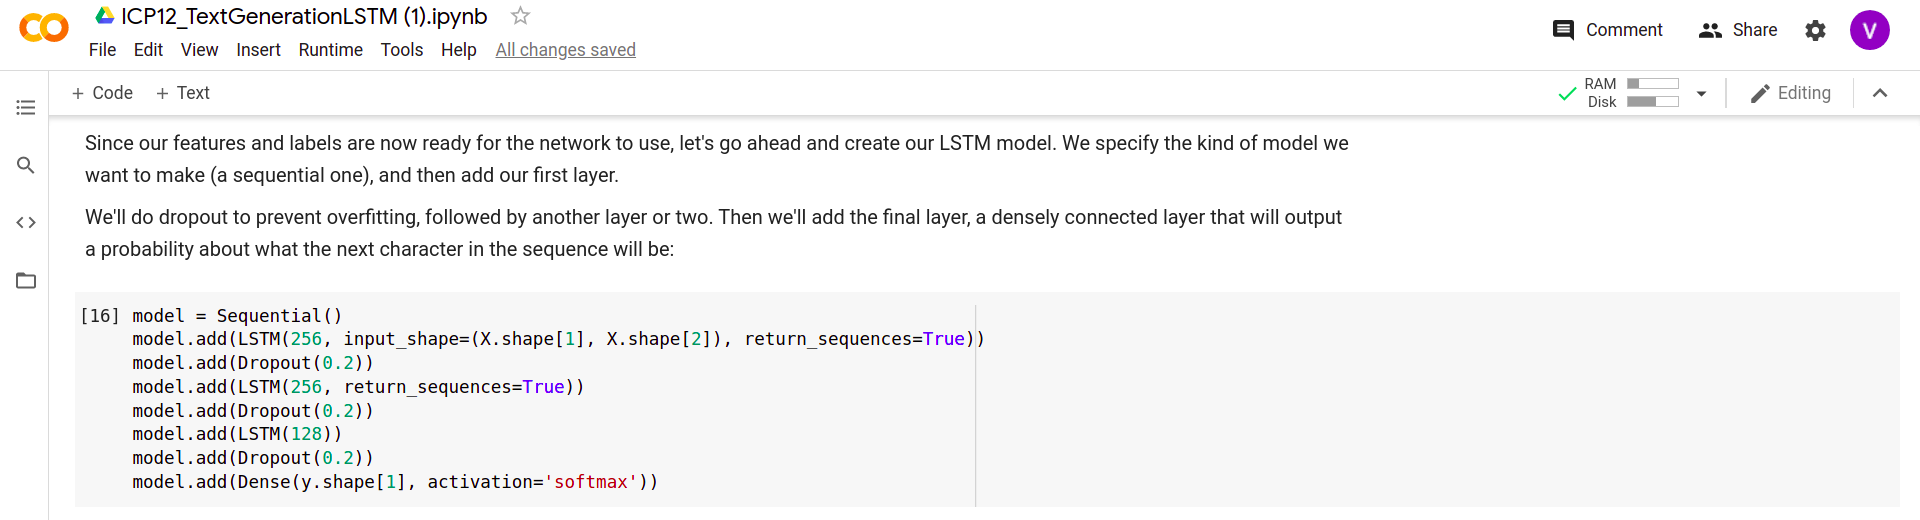 ICP12_TextGenerationLSTM (1).ipynb
File Edit View Insert Runtime Tools Help All changes saved
Comment Share V
+ Code + Text
RAM
Disk
Editing
Since our features and labels are now ready for the network to use, let's go ahead and create our LSTM model. We specify the kind of model we
want to make (a sequential one), and then add our first layer.
We'll do dropout to prevent overfitting, followed by another layer or two. Then we'll add the final layer, a densely connected layer that will output
a probability about what the next character in the sequence will be:
[16] model = Sequential()
model.add(LSTM(256, input_shape=(X.shape[1], X.shape[2]), return_sequences=True))
model.add(Dropout(0.2))
model.add(LSTM(256, return_sequences=True))
model.add(Dropout(0.2))
model.add(LSTM(128))
model.add(Dropout(0.2))
model.add(Dense(y.shape[1], activation='softmax'))